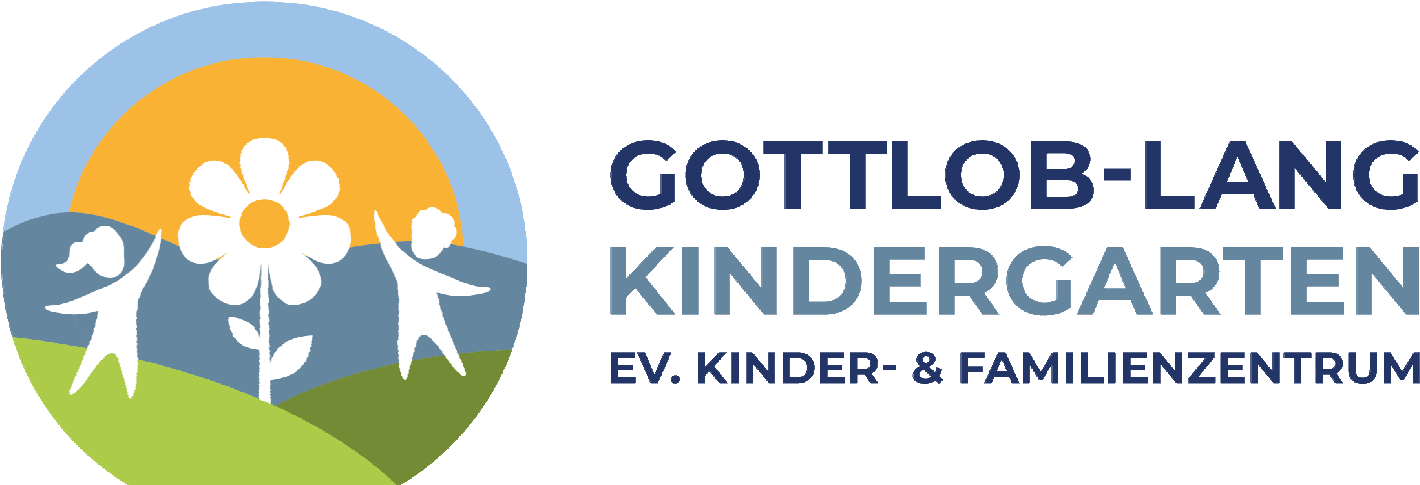 GOTTLOB-LANG
KINDERGARTEN
EV. KINDER- & FAMILIENZENTRUM